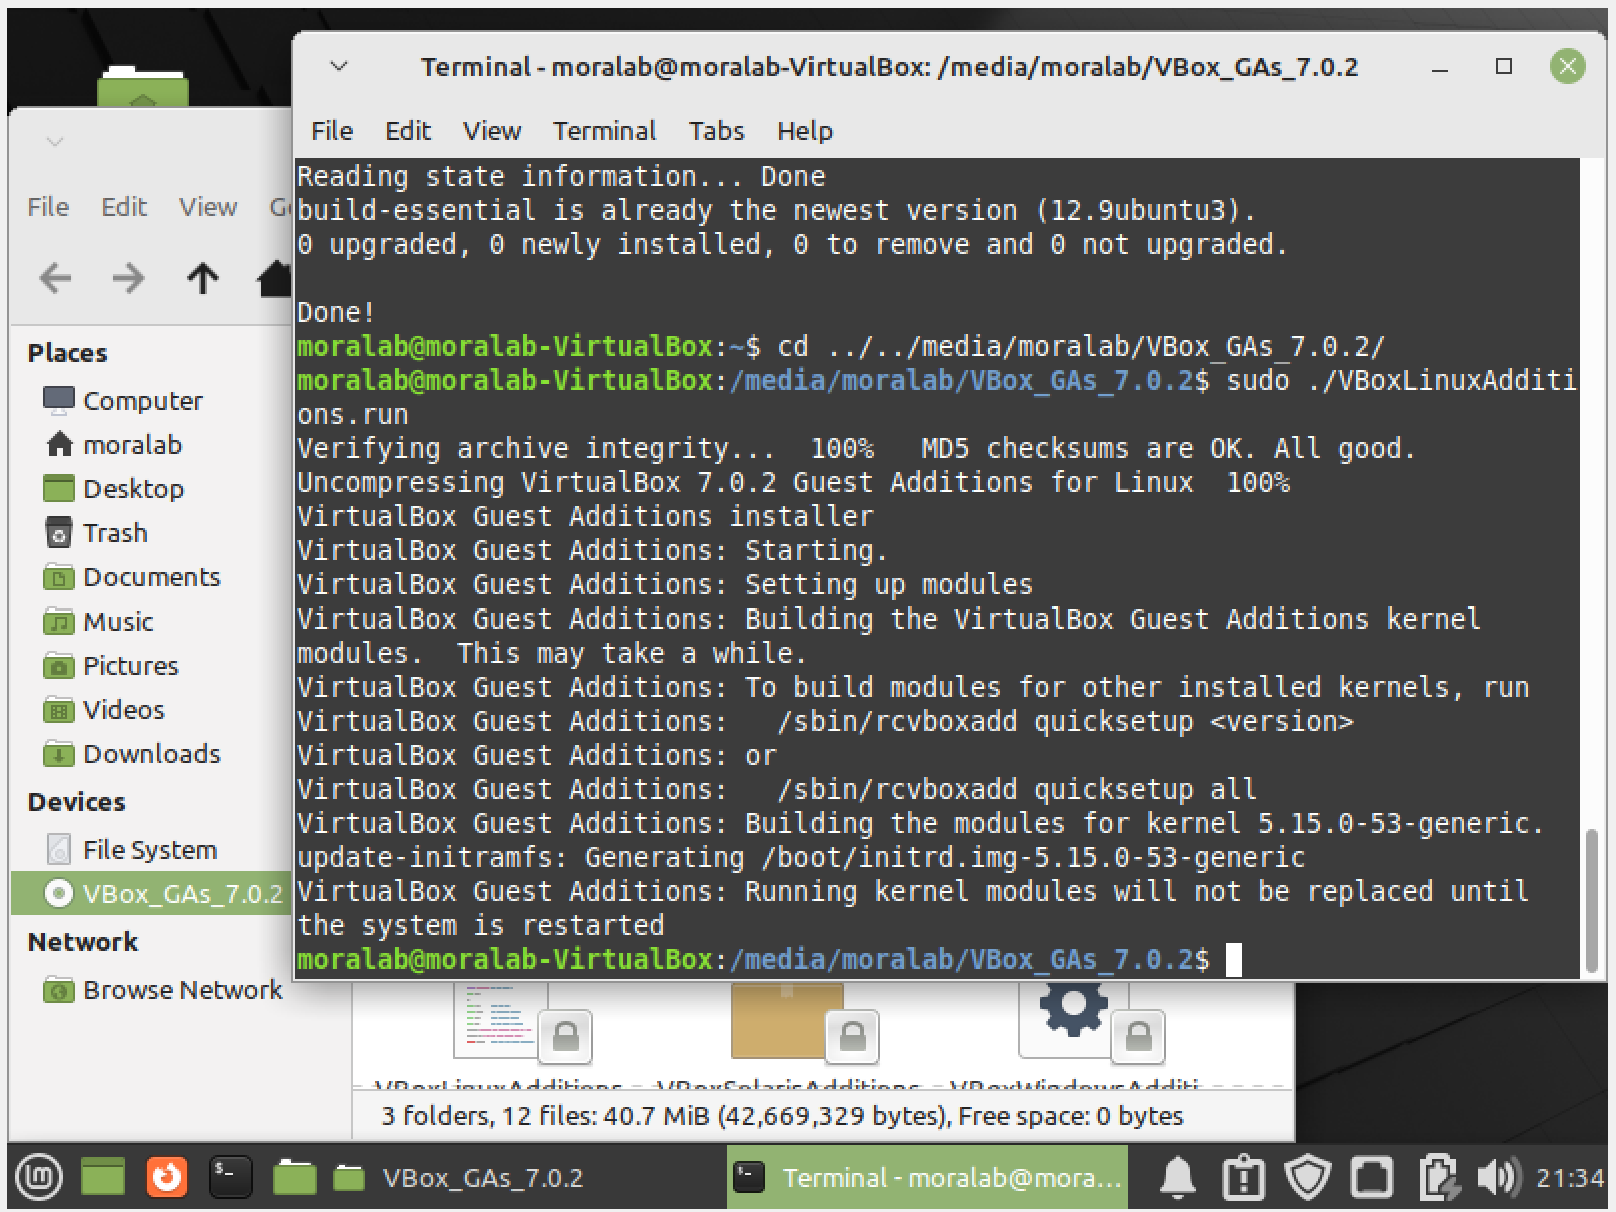 Terminal - moralab@moralab-VirtualBox: /media/moralab/VBox_GAs_7.0.2
File Edit View Terminal Tabs Help
Reading state information... Done
build-essential is already the newest version (12.9ubuntu3).
0 upgraded, 0 newly installed, 0 to remove and 0 not upgraded.
Done!
moralab@moralab-VirtualBox:~$ cd ../../media/moralab/VBox_GAs_7.0.2/
moralab@moralab-VirtualBox:/media/moralab/VBox_GAs_7.0.2$ sudo ./VBoxLinuxAdditi
ons.run
Verifying archive integrity...  100%   MD5 checksums are OK. All good.
Uncompressing VirtualBox 7.0.2 Guest Additions for Linux  100%
VirtualBox Guest Additions installer
VirtualBox Guest Additions: Starting.
VirtualBox Guest Additions: Setting up modules
VirtualBox Guest Additions: Building the VirtualBox Guest Additions kernel
modules.  This may take a while.
VirtualBox Guest Additions: To build modules for other installed kernels, run
VirtualBox Guest Additions:   /sbin/rcvboxadd quicksetup <version>
VirtualBox Guest Additions: or
VirtualBox Guest Additions:   /sbin/rcvboxadd quicksetup all
VirtualBox Guest Additions: Building the modules for kernel 5.15.0-53-generic.
update-initramfs: Generating /boot/initrd.img-5.15.0-53-generic
VirtualBox Guest Additions: Running kernel modules will not be replaced until
the system is restarted
moralab@moralab-VirtualBox:/media/moralab/VBox_GAs_7.0.2$
File Edit View
Places
Computer
moralab
Desktop
Trash
Documents
Music
Pictures
Videos
Downloads
Devices
File System
VBox_GAs_7.0.2
Network
Browse Network
VBoxLinuxAdditions VBoxSolarisAdditions VBoxWindowsAdditi
3 folders, 12 files: 40.7 MiB (42,669,329 bytes), Free space: 0 bytes
VBox_GAs_7.0.2 Terminal - moralab@mora... 21:34